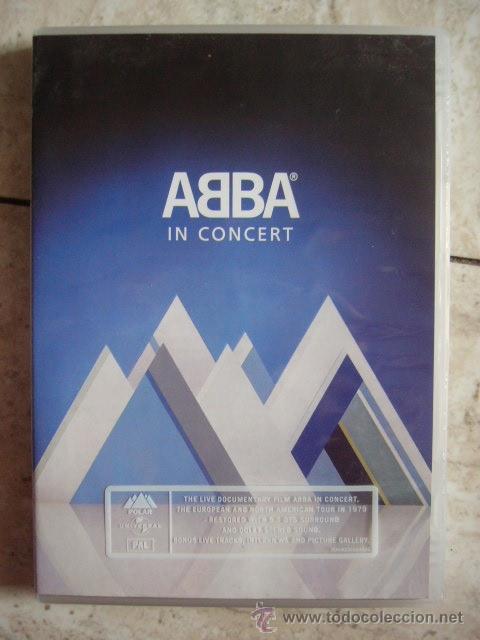 ABBA®
IN CONCERT
THE LIVE DOCUMENTARY FILM ABBA IN CONCERT,
THE EUROPEAN AND NORTH AMERICAN TOUR IN 1979
- RESTORED WITH 5.1 DTS SURROUND
AND DOLBY STEREO SOUND.
BONUS LIVE TRACKS, INTERVIEWS AND PICTURE GALLERY.
POLAR
UNIVERSAL
PAL
www.todocoleccion.net